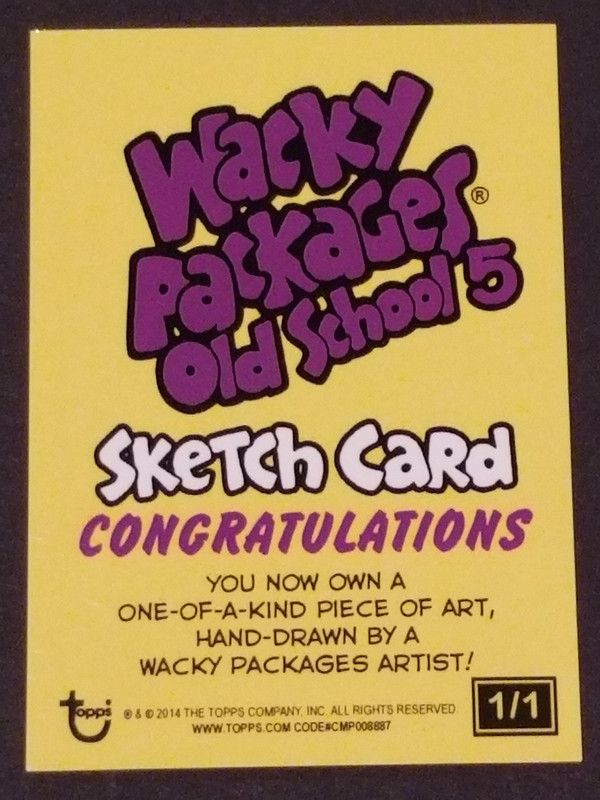 Wacky
Packages®
Old School 5
Sketch Card
CONGRATULATIONS
YOU NOW OWN A
ONE-OF-A-KIND PIECE OF ART,
HAND-DRAWN BY A
WACKY PACKAGES ARTIST!
topps
® & © 2014 THE TOPPS COMPANY, INC. ALL RIGHTS RESERVED.
WWW.TOPPS.COM CODE#CMP008887
1/1